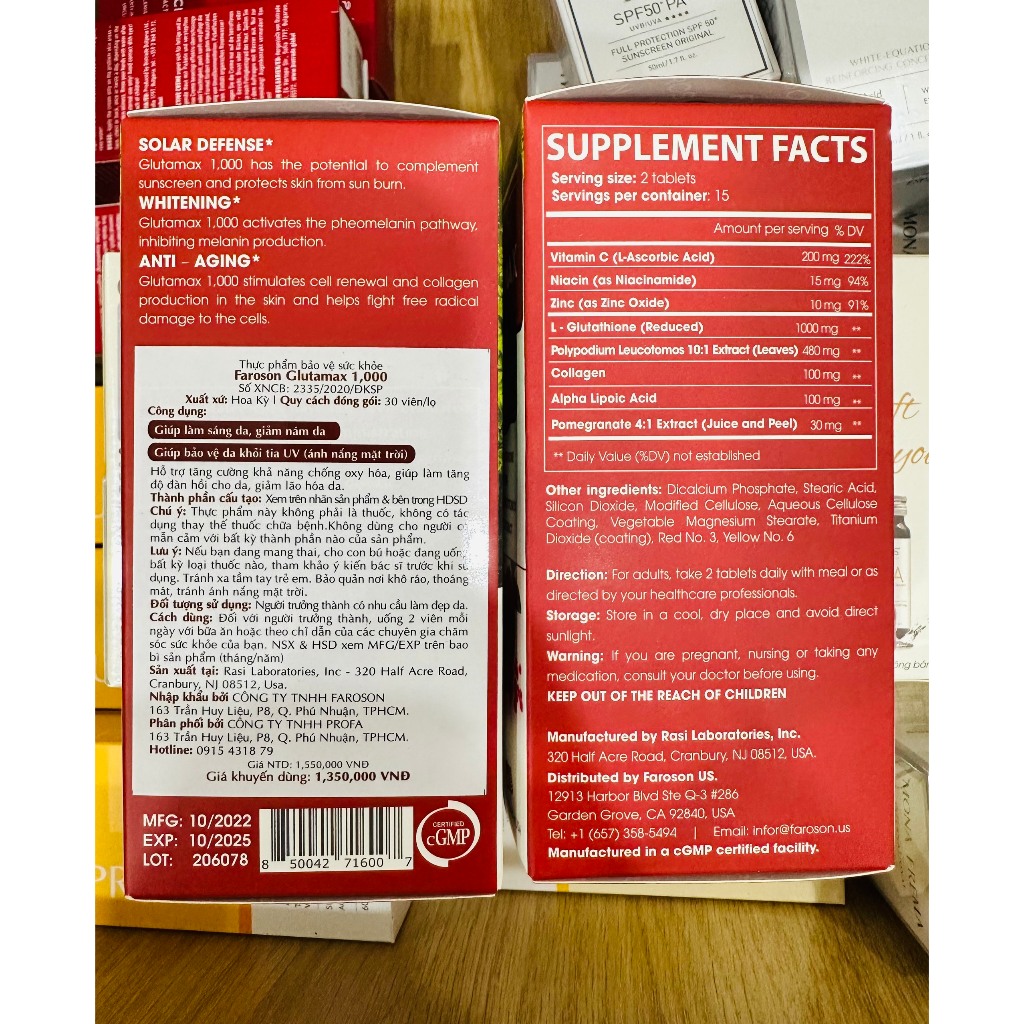 SPF50+ PA
UVB+UVA ★★★★
FULL PROTECTION SPF 50+
SUNSCREEN ORIGINAL
50ml/1.7 fl. oz.
WHITE-EQUATIO
MON
SOLAR DEFENSE*
Glutamax 1,000 has the potential to complement
sunscreen and protects skin from sun burn.
WHITENING*
Glutamax 1,000 activates the pheomelanin pathway,
inhibiting melanin production.
ANTI - AGING*
Glutamax 1,000 stimulates cell renewal and collagen
production in the skin and helps fight free radical
damage to the cells.
Thực phẩm bảo vệ sức khỏe
Faroson Glutamax 1,000
Số XNCB: 2335/2020/ĐKSP
Xuất xứ: Hoa Kỳ | Quy cách đóng gói: 30 viên/lọ
Công dụng:
Giúp làm sáng da, giảm nám da
Giúp bảo vệ da khỏi tia UV (ánh nắng mặt trời)
Hỗ trợ tăng cường khả năng chống oxy hóa, giúp làm tăng
độ đàn hồi cho da, giảm lão hóa da.
Thành phần cấu tạo: Xem trên nhãn sản phẩm & bên trong HDSD
Chú ý: Thực phẩm này không phải là thuốc, không có tác
dụng thay thế thuốc chữa bệnh.Không dùng cho người
mẫn cảm với bất kỳ thành phần nào của sản phẩm.
Lưu ý: Nếu bạn đang mang thai, cho con bú hoặc đang uống
bất kỳ loại thuốc nào, tham khảo ý kiến bác sĩ trước khi sử
dụng. Tránh xa tầm tay trẻ em. Bảo quản nơi khô ráo, thoáng
mát, tránh ánh nắng mặt trời.
Đối tượng sử dụng: Người trưởng thành có nhu cầu làm đẹp da.
Cách dùng: Đối với người trưởng thành, uống 2 viên mỗi
ngày với bữa ăn hoặc theo chỉ dẫn của các chuyên gia chăm
sóc sức khỏe của bạn. NSX & HSD xem MFG/EXP trên bao
bì sản phẩm (tháng/năm)
Sản xuất tại: Rasi Laboratories, Inc - 320 Half Acre Road,
Cranbury, NJ 08512, Usa.
Nhập khẩu bởi CÔNG TY TNHH FAROSON
163 Trần Huy Liệu, P8, Q. Phú Nhuận, TPHCM.
Phân phối bởi CÔNG TY TNHH PROFA
163 Trần Huy Liệu, P8, Q. Phú Nhuận, TPHCM.
Hotline: 0915 4318 79
Giá NTD: 1,550,000 VNĐ
Giá khuyến dùng: 1,350,000 VNĐ
MFG: 10/2022
EXP: 10/2025
LOT: 206078
8 50042 71600 7
CERTIFIED
cGMP
SUPPLEMENT FACTS
Serving size: 2 tablets
Servings per container: 15
Amount per serving % DV
Vitamin C (L-Ascorbic Acid) 200 mg 222%
Niacin (as Niacinamide) 15 mg 94%
Zinc (as Zinc Oxide) 10 mg 91%
L - Glutathione (Reduced) 1000 mg **
Polypodium Leucotomos 10:1 Extract (Leaves) 480 mg **
Collagen 100 mg **
Alpha Lipoic Acid 100 mg **
Pomegranate 4:1 Extract (Juice and Peel) 30 mg **
** Daily Value (%DV) not established
Other ingredients: Dicalcium Phosphate, Stearic Acid,
Silicon Dioxide, Modified Cellulose, Aqueous Cellulose
Coating, Vegetable Magnesium Stearate, Titanium
Dioxide (coating), Red No. 3, Yellow No. 6
Direction: For adults, take 2 tablets daily with meal or as
directed by your healthcare professionals.
Storage: Store in a cool, dry place and avoid direct
sunlight.
Warning: If you are pregnant, nursing or taking any
medication, consult your doctor before using.
KEEP OUT OF THE REACH OF CHILDREN
Manufactured by Rasi Laboratories, Inc.
320 Half Acre Road, Cranbury, NJ 08512, USA.
Distributed by Faroson US.
12913 Harbor Blvd Ste Q-3 #286
Garden Grove, CA 92840, USA
Tel: +1 (657) 358-5494 | Email: infor@faroson.us
Manufactured in a cGMP certified facility.